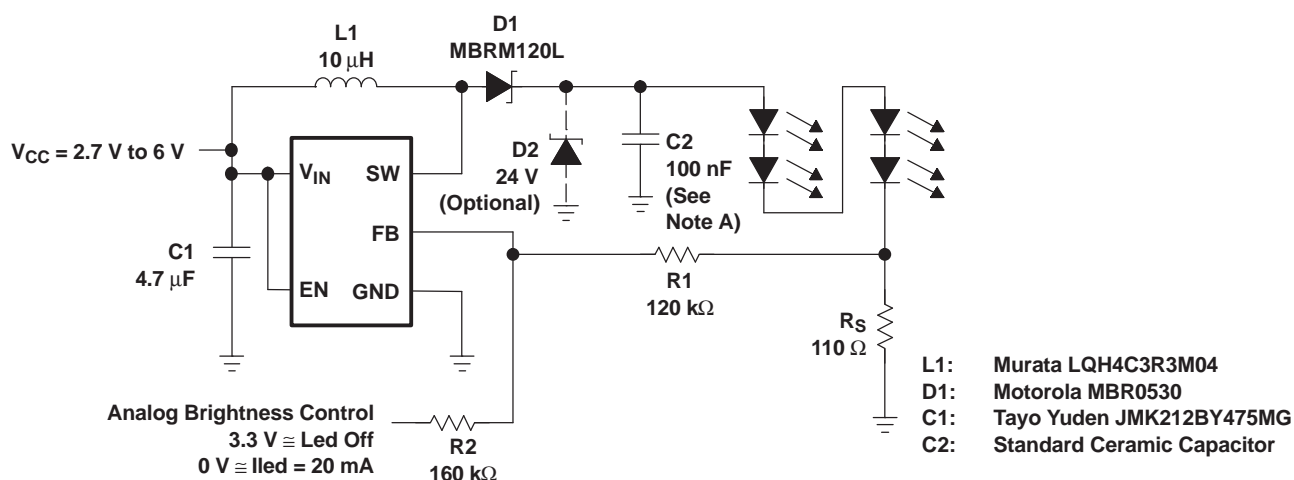 D1
MBRM120L
L1
10 μH
VCC = 2.7 V to 6 V
VIN
SW
FB
EN
GND
C1
4.7 μF
D2
24 V
(Optional)
C2
100 nF
(See
Note A)
R1
120 kΩ
RS
110 Ω
Analog Brightness Control
3.3 V ≅ Led Off
0 V ≅ Iled = 20 mA
R2
160 kΩ
L1: Murata LQH4C3R3M04
D1: Motorola MBR0530
C1: Tayo Yuden JMK212BY475MG
C2: Standard Ceramic Capacitor